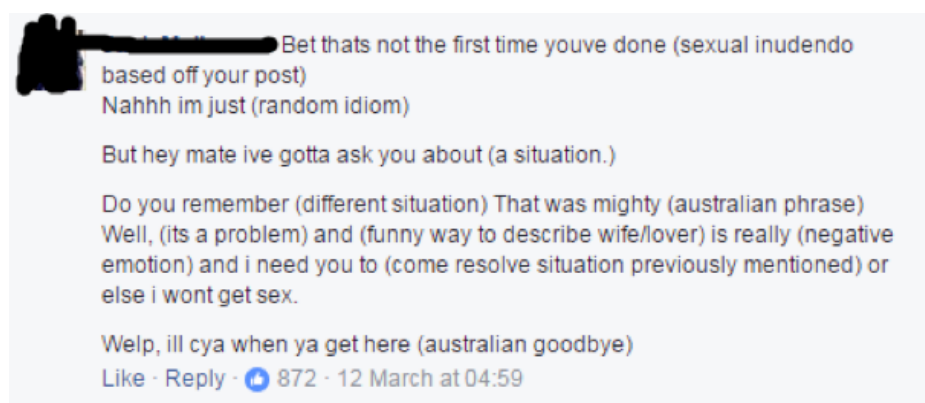 Bet thats not the first time youve done (sexual inudendo
based off your post)
Nahhh im just (random idiom)
But hey mate ive gotta ask you about (a situation.)
Do you remember (different situation) That was mighty (australian phrase)
Well, (its a problem) and (funny way to describe wife/lover) is really (negative
emotion) and i need you to (come resolve situation previously mentioned) or
else i wont get sex.
Welp, ill cya when ya get here (australian goodbye)
Like · Reply · 872 · 12 March at 04:59